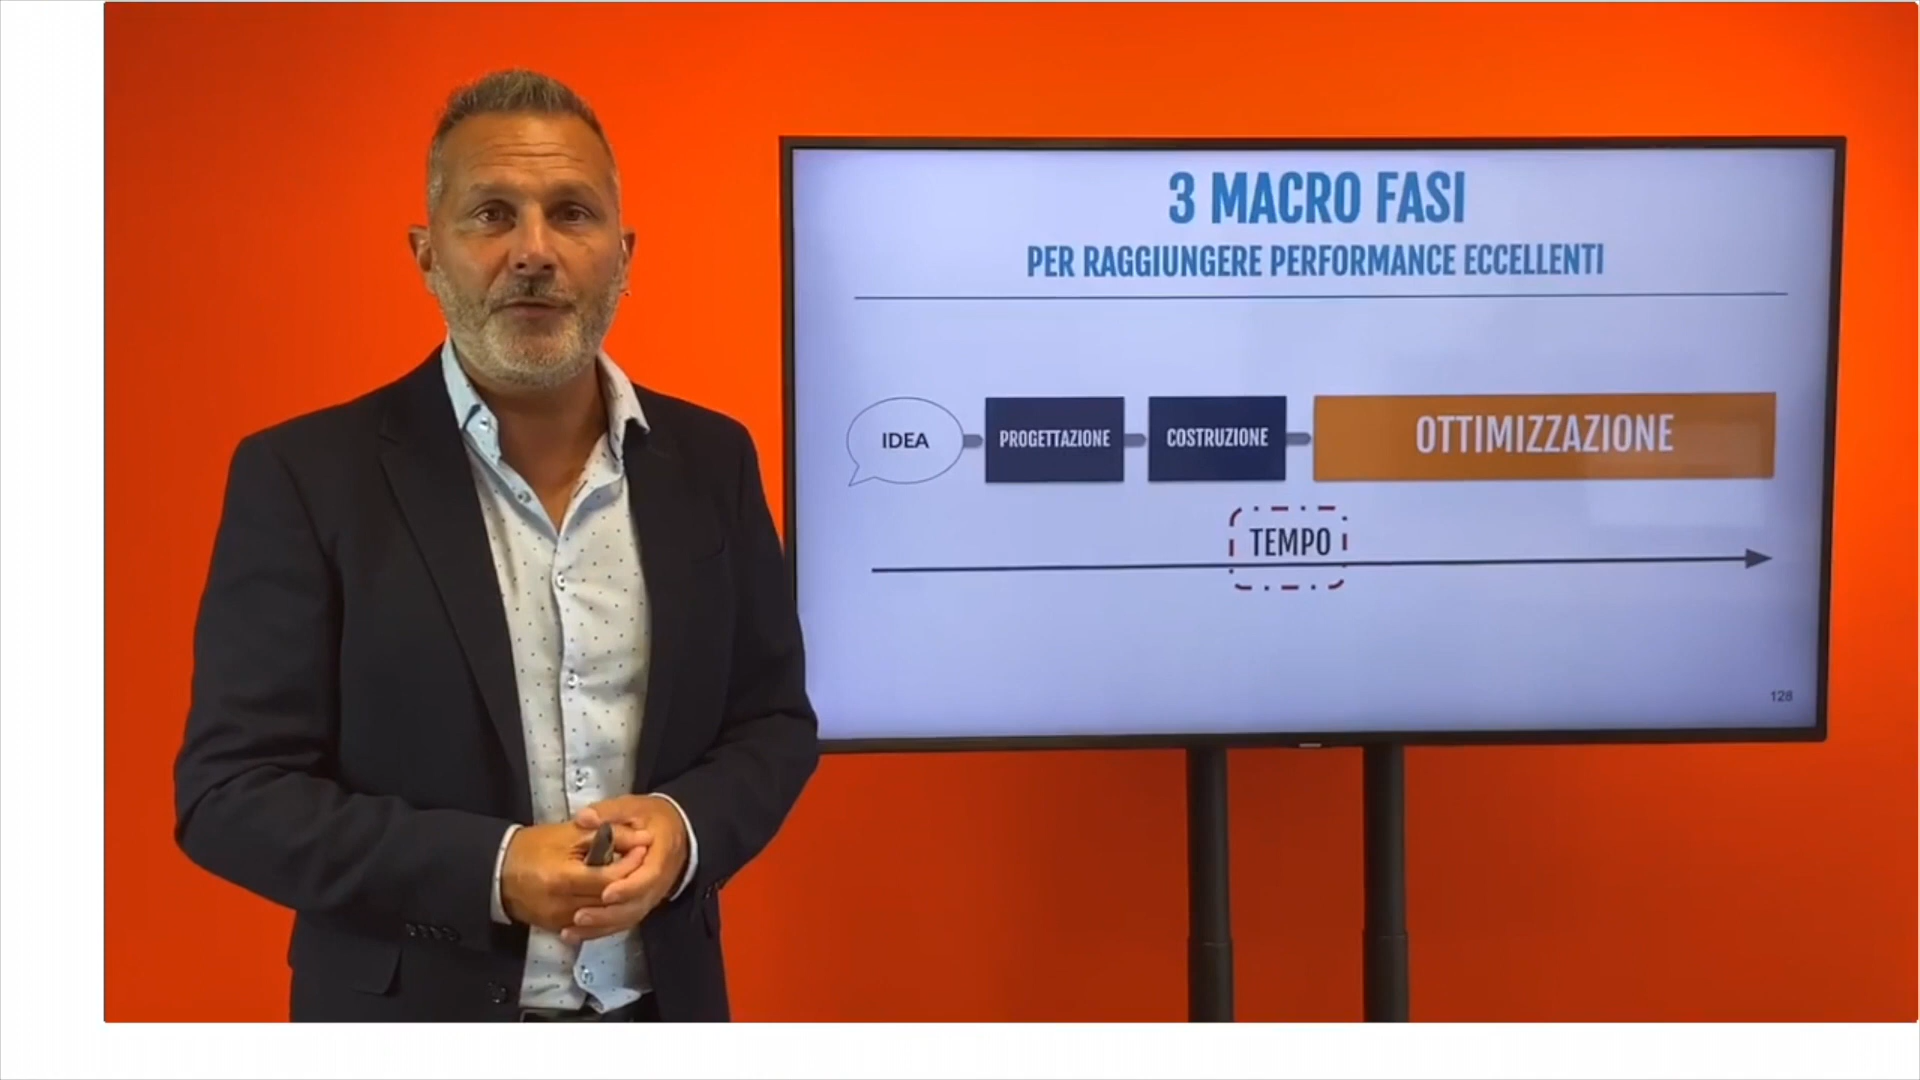 3 MACRO FASI
PER RAGGIUNGERE PERFORMANCE ECCELLENTI
IDEA
PROGETTAZIONE
COSTRUZIONE
OTTIMIZZAZIONE
TEMPO
128